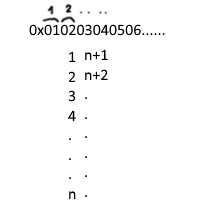 1 2 . . . .
0x010203040506......
1 n+1
2 n+2
3 .
4 .
. .
. .
. .
n .